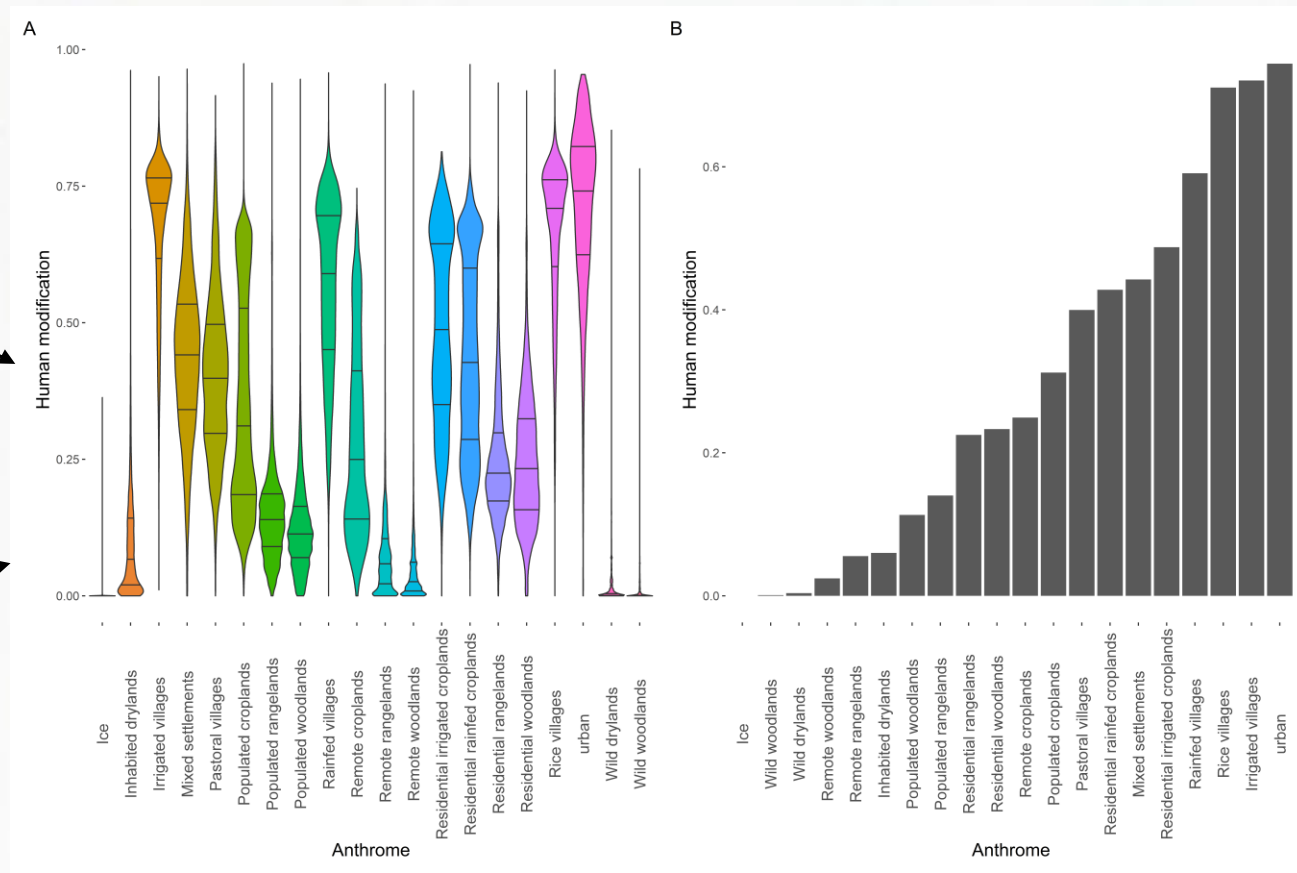 A
1.00
0.75
0.50
0.25
0.00
Human modification
Ice
Inhabited drylands
Irrigated villages
Mixed settlements
Pastoral villages
Populated croplands
Populated rangelands
Populated woodlands
Rainfed villages
Remote croplands
Remote rangelands
Remote woodlands
Residential irrigated croplands
Residential rainfed croplands
Residential rangelands
Residential woodlands
Rice villages
urban
Wild drylands
Wild woodlands
Anthrome
B
0.6
0.4
0.2
0.0
Human modification
Ice
Wild woodlands
Wild drylands
Remote woodlands
Remote rangelands
Inhabited drylands
Populated woodlands
Populated rangelands
Residential rangelands
Residential woodlands
Remote croplands
Populated croplands
Pastoral villages
Residential rainfed croplands
Mixed settlements
Residential irrigated croplands
Rainfed villages
Rice villages
Irrigated villages
urban
Anthrome